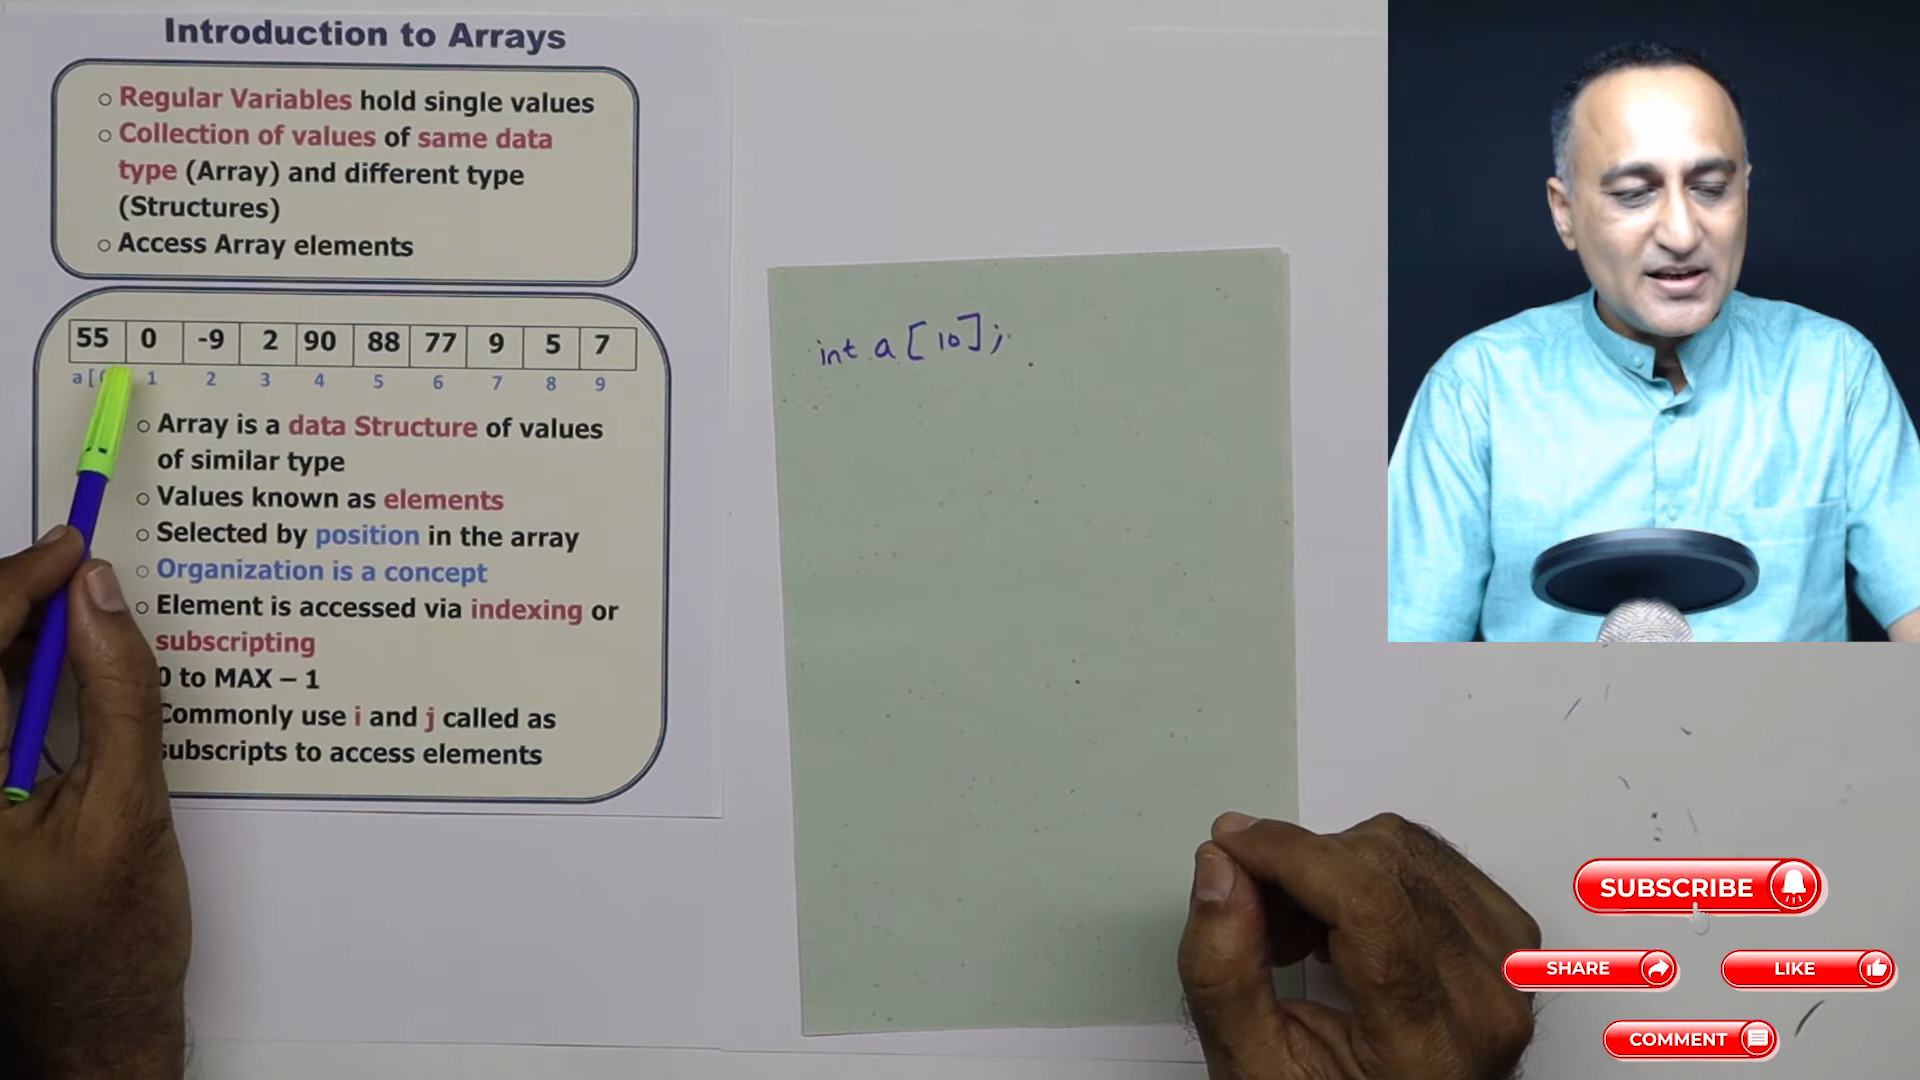 Introduction to Arrays
Regular Variables hold single values
Collection of values of same data
type (Array) and different type
(Structures)
Access Array elements
55 0 -9 2 90 88 77 9 5 7
1 2 3 4 5 6 7 8 9
Array is a data Structure of values
of similar type
Values known as elements
Selected by position in the array
Organization is a concept
Element is accessed via indexing or
subscripting
0 to MAX – 1
Commonly use i and j called as
subscripts to access elements
int a [10];
SUBSCRIBE
SHARE
LIKE
COMMENT